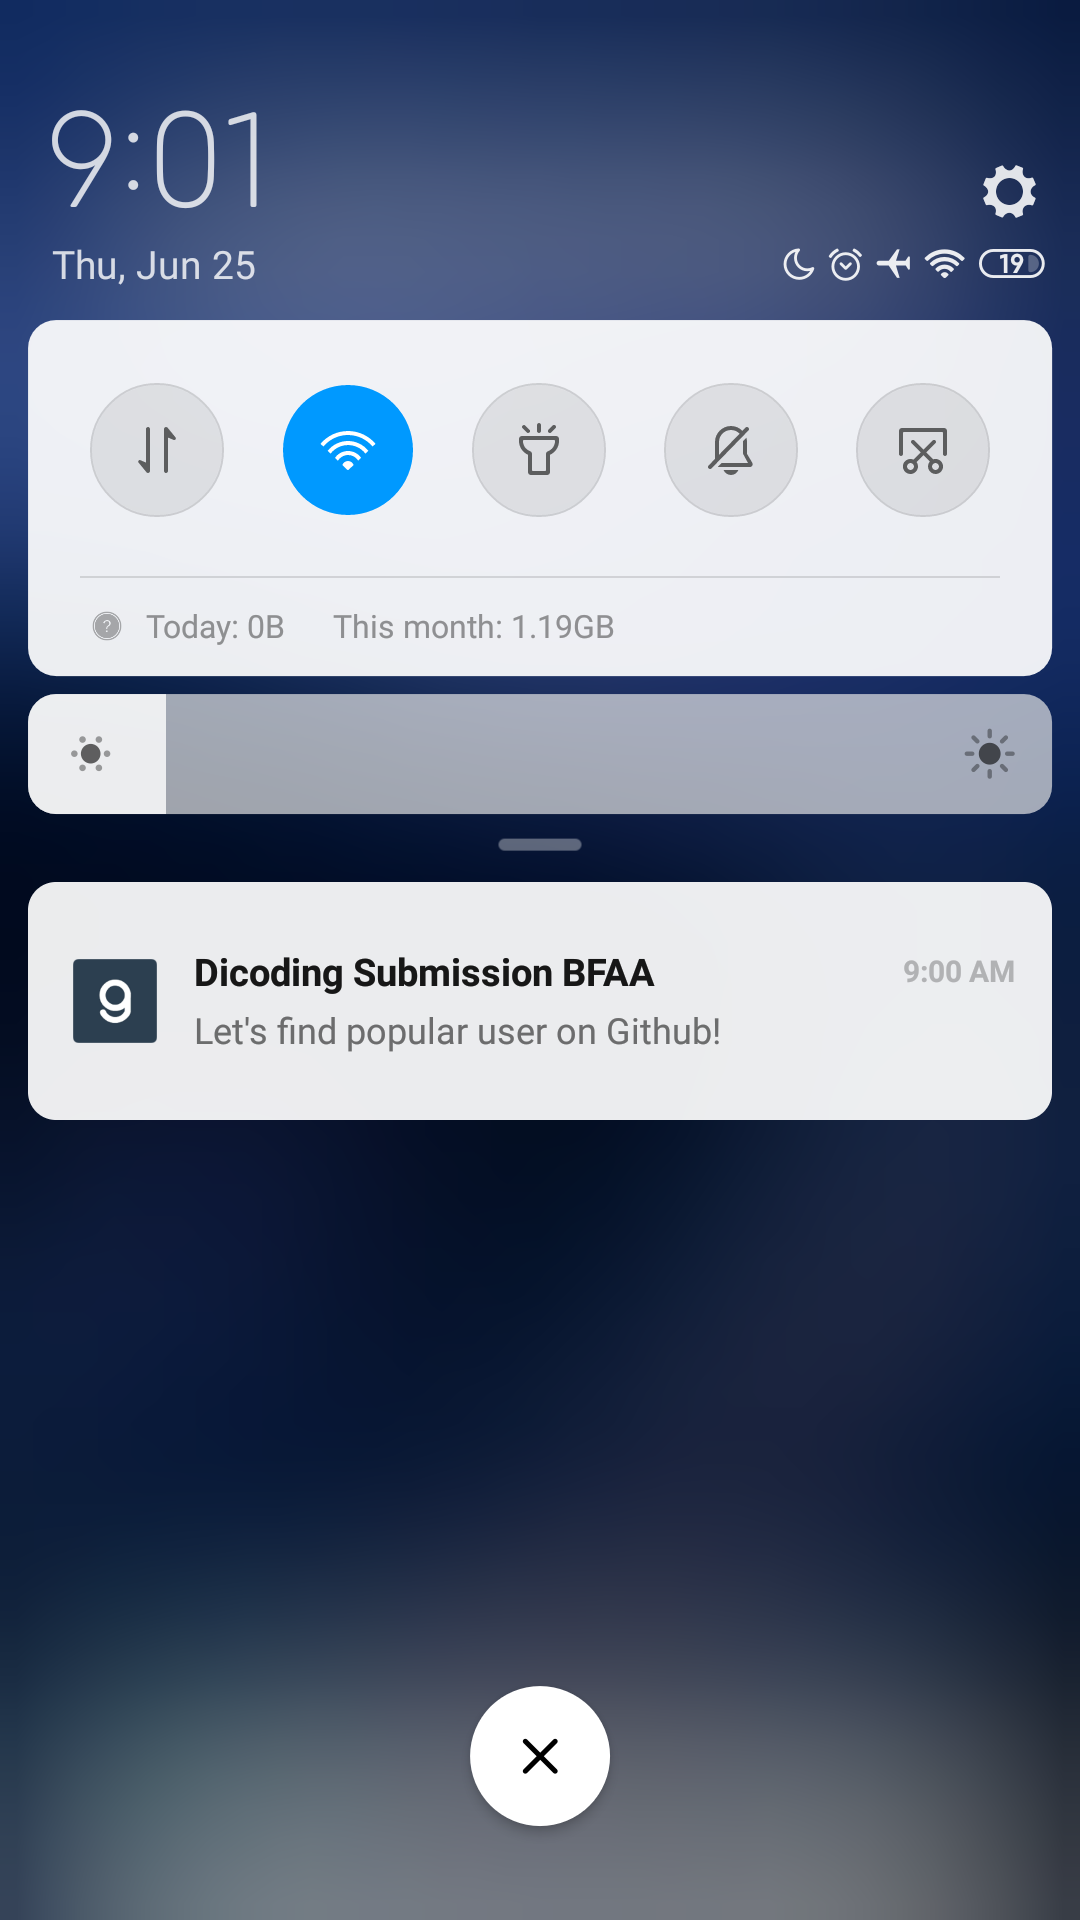 9:01
Thu, Jun 25
19
Today: 0B This month: 1.19GB
Dicoding Submission BFAA 9:00 AM
g
Let's find popular user on Github!